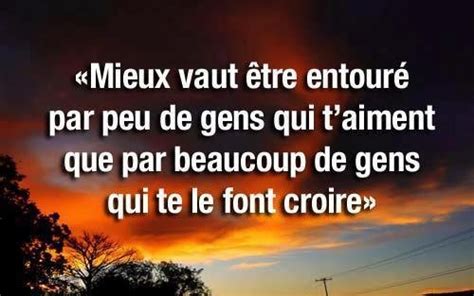 «Mieux vaut être entouré
par peu de gens qui t’aiment
que par beaucoup de gens
qui te le font croire»